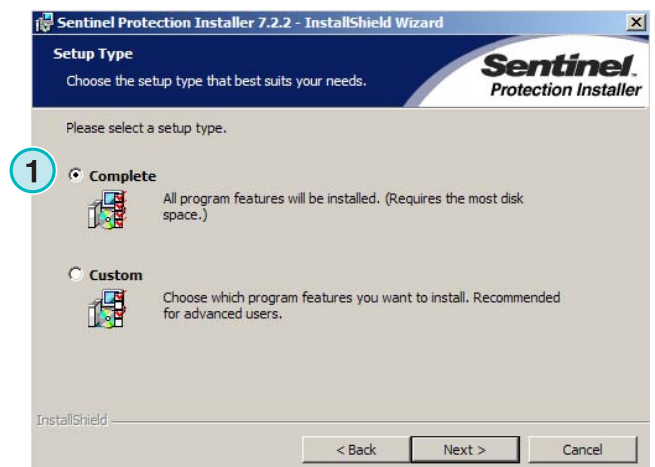 Sentinel Protection Installer 7.2.2 - InstallShield Wizard
Setup Type
Choose the setup type that best suits your needs.
Sentinel
Protection Installer
Please select a setup type.
1
Complete
All program features will be installed. (Requires the most disk
space.)
Custom
Choose which program features you want to install. Recommended
for advanced users.
InstallShield
< Back
Next >
Cancel